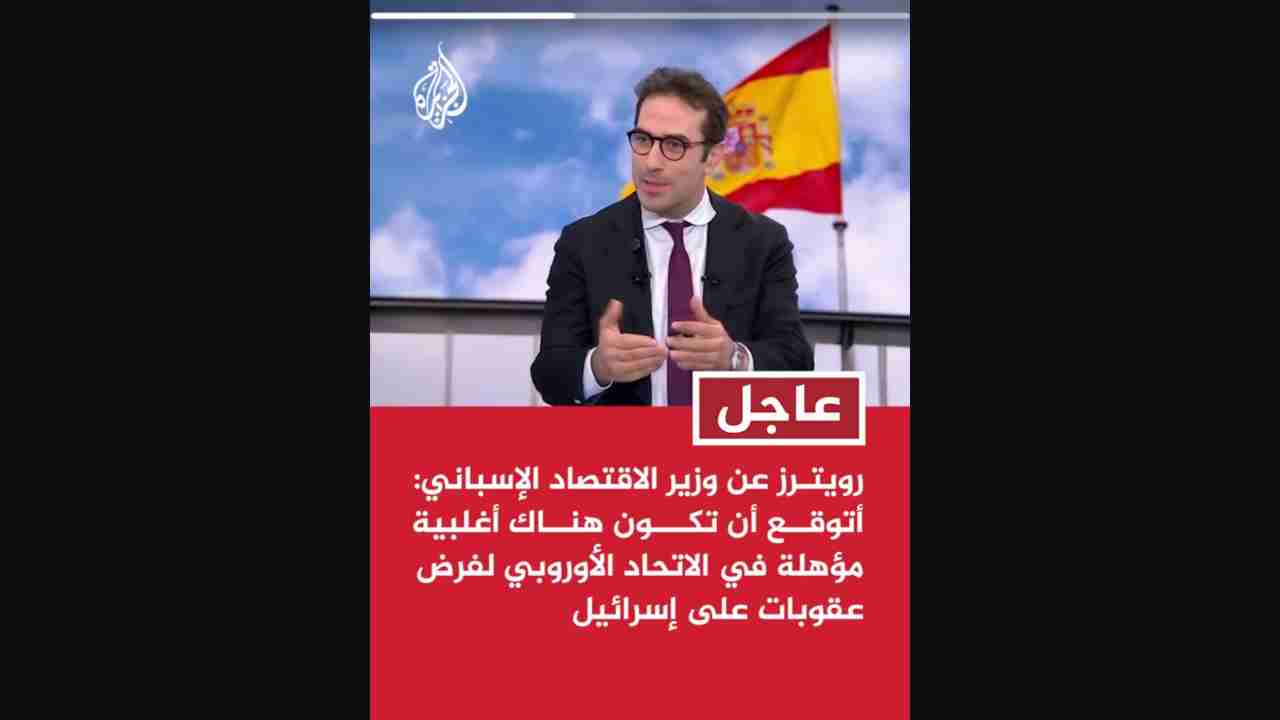 الجزيرة
عاجل
رويترز عن وزير الاقتصاد الإسباني:
أتوقع أن تكون هناك أغلبية
مؤهلة في الاتحاد الأوروبي لفرض
عقوبات على إسرائيل